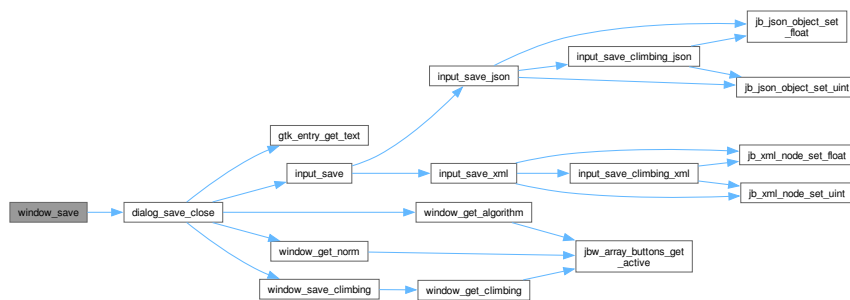 window_save
dialog_save_close
gtk_entry_get_text
input_save
window_get_algorithm
window_get_norm
window_save_climbing
input_save_json
input_save_xml
window_get_climbing
input_save_climbing_json
input_save_climbing_xml
jbw_array_buttons_get
_active
jb_json_object_set
_float
jb_json_object_set_uint
jb_xml_node_set_float
jb_xml_node_set_uint